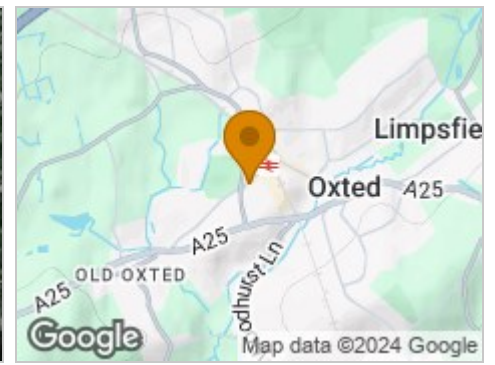 Limpsfie
Oxted
A25
A25
OLD OXTED
A25
odhurst Ln
Google
Map data ©2024 Google